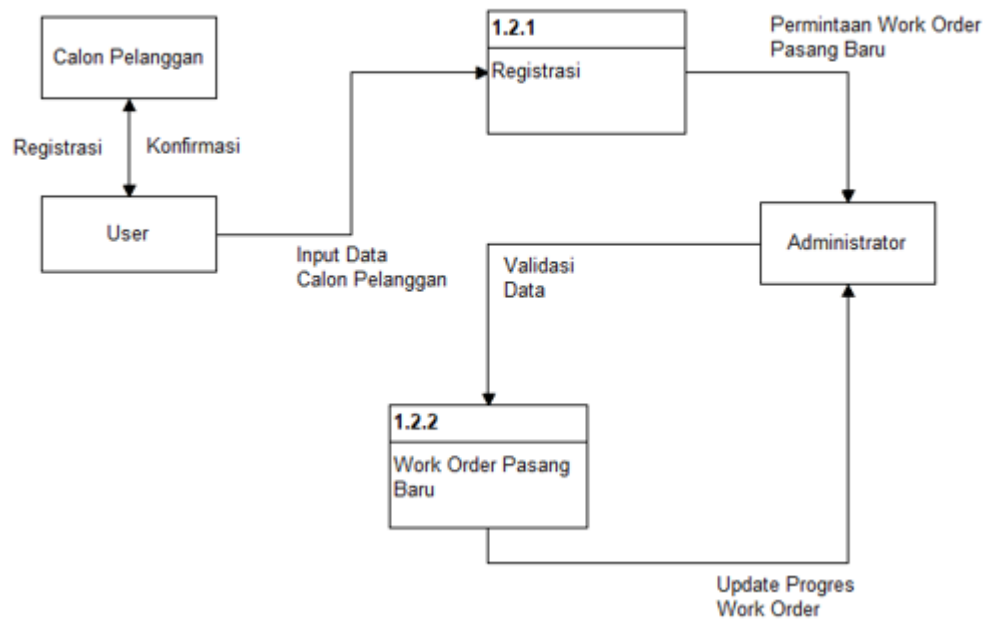 Calon Pelanggan
Registrasi
Konfirmasi
User
Input Data
Calon Pelanggan
1.2.1
Registrasi
Permintaan Work Order
Pasang Baru
Administrator
Validasi
Data
1.2.2
Work Order Pasang
Baru
Update Progres
Work Order